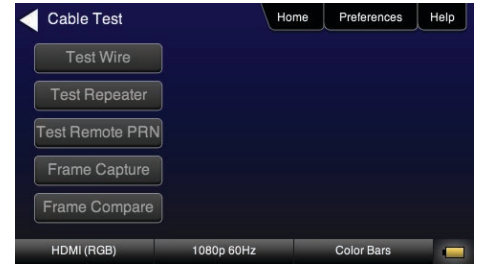 Cable Test
Home
Preferences
Help
Test Wire
Test Repeater
Test Remote PRN
Frame Capture
Frame Compare
HDMI (RGB)
1080p 60Hz
Color Bars